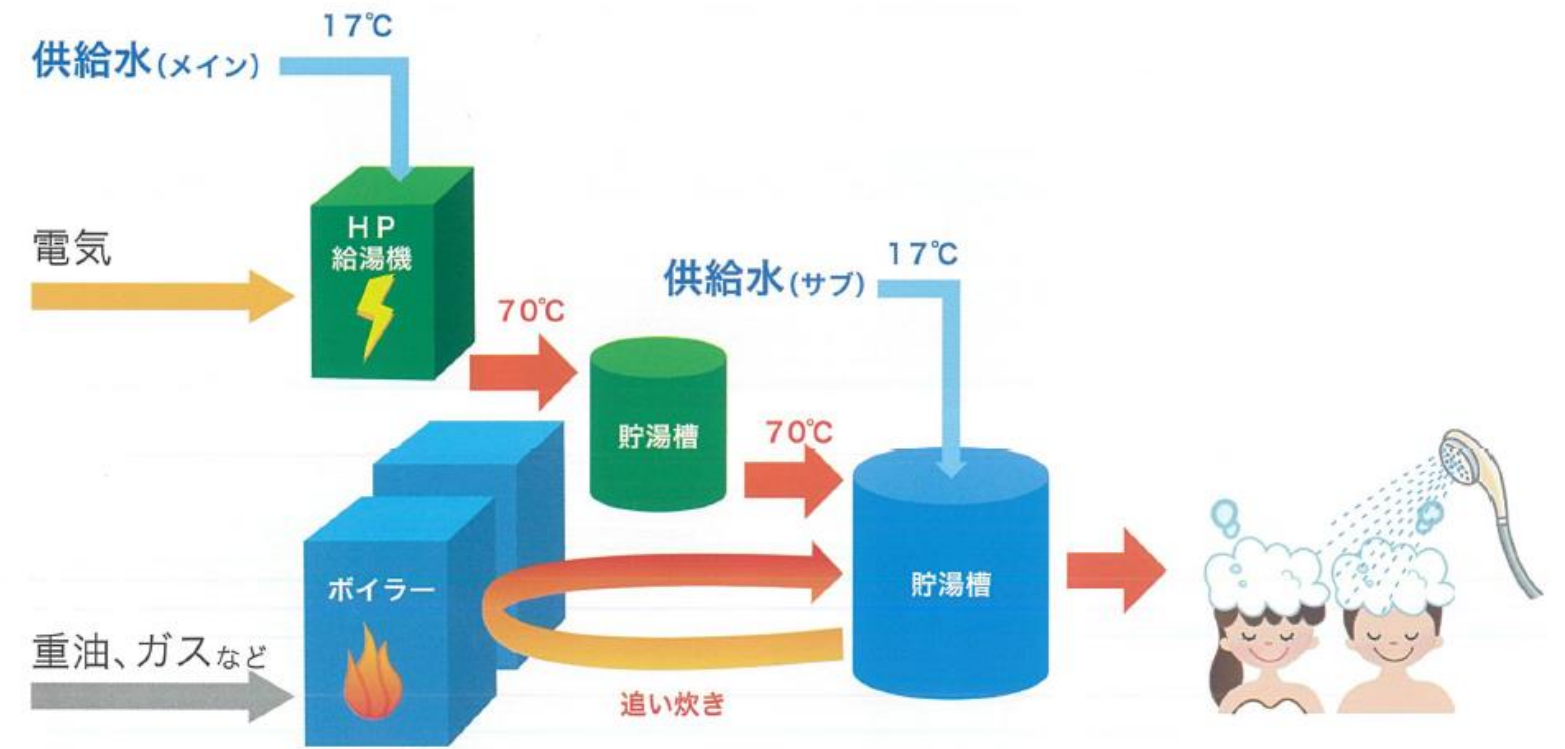 17℃
供給水(メイン)
電気
HP
給湯機
70℃
供給水(サブ)
17℃
貯湯槽
70℃
ボイラー
貯湯槽
重油、ガスなど
追い炊き